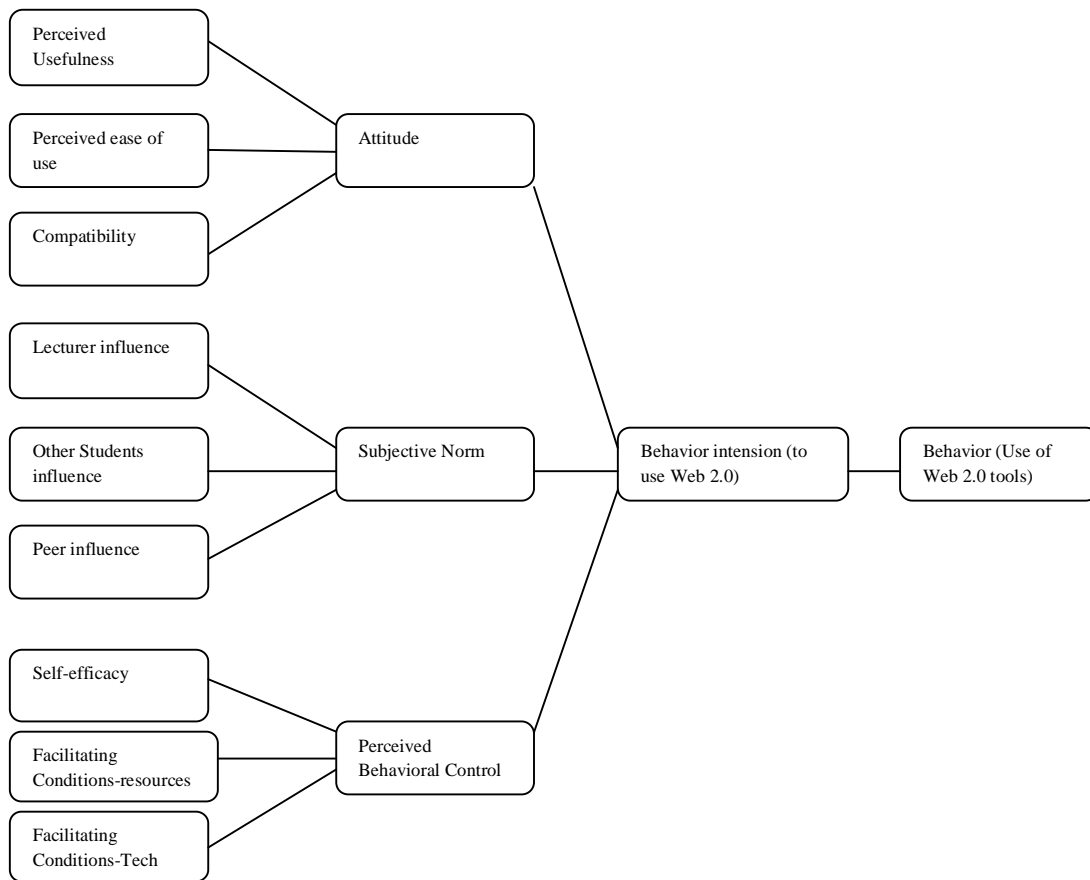 Perceived
Usefulness
Perceived ease of
use
Compatibility
Attitude
Lecturer influence
Other Students
influence
Peer influence
Subjective Norm
Behavior intension (to
use Web 2.0)
Behavior (Use of
Web 2.0 tools)
Self-efficacy
Facilitating
Conditions-resources
Facilitating
Conditions-Tech
Perceived
Behavioral Control